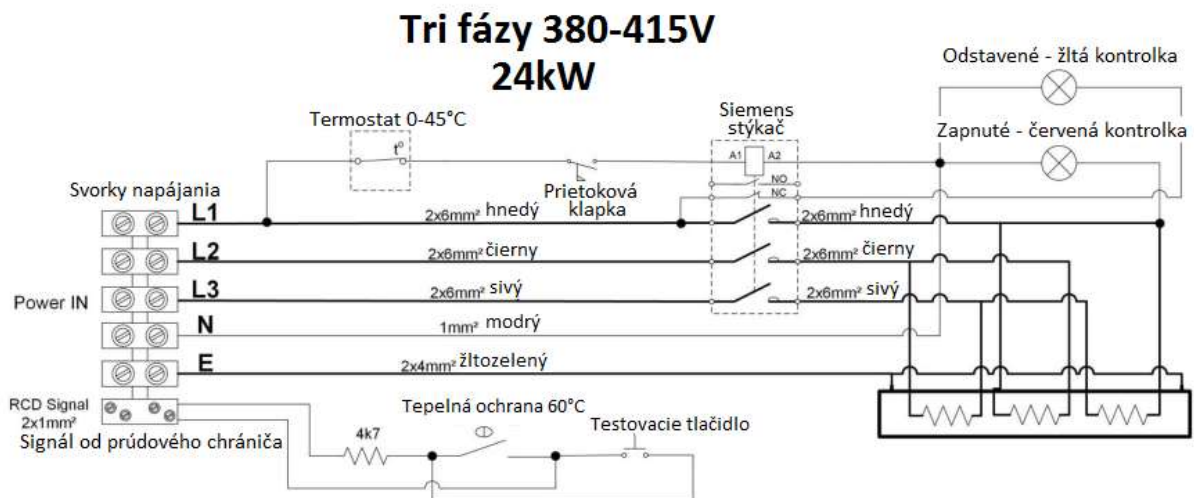 Tri fázy 380-415V
24kW
Odstavené - žltá kontrolka
Siemens
stýkač
Termostat 0-45°C
Zapnuté - červená kontrolka
t°
A1
A2
Prietoková
klapka
NO
NC
Svorky napájania
L1
2x6mm² hnedý
2x6mm² hnedý
L2
2x6mm² čierny
2x6mm² čierny
L3
2x6mm² sivý
2x6mm² sivý
Power IN
N
1mm² modrý
E
2x4mm² žltozelený
RCD Signal
2x1mm²
Signál od prúdového chrániča
Tepelná ochrana 60°C
Testovacie tlačidlo
4k7